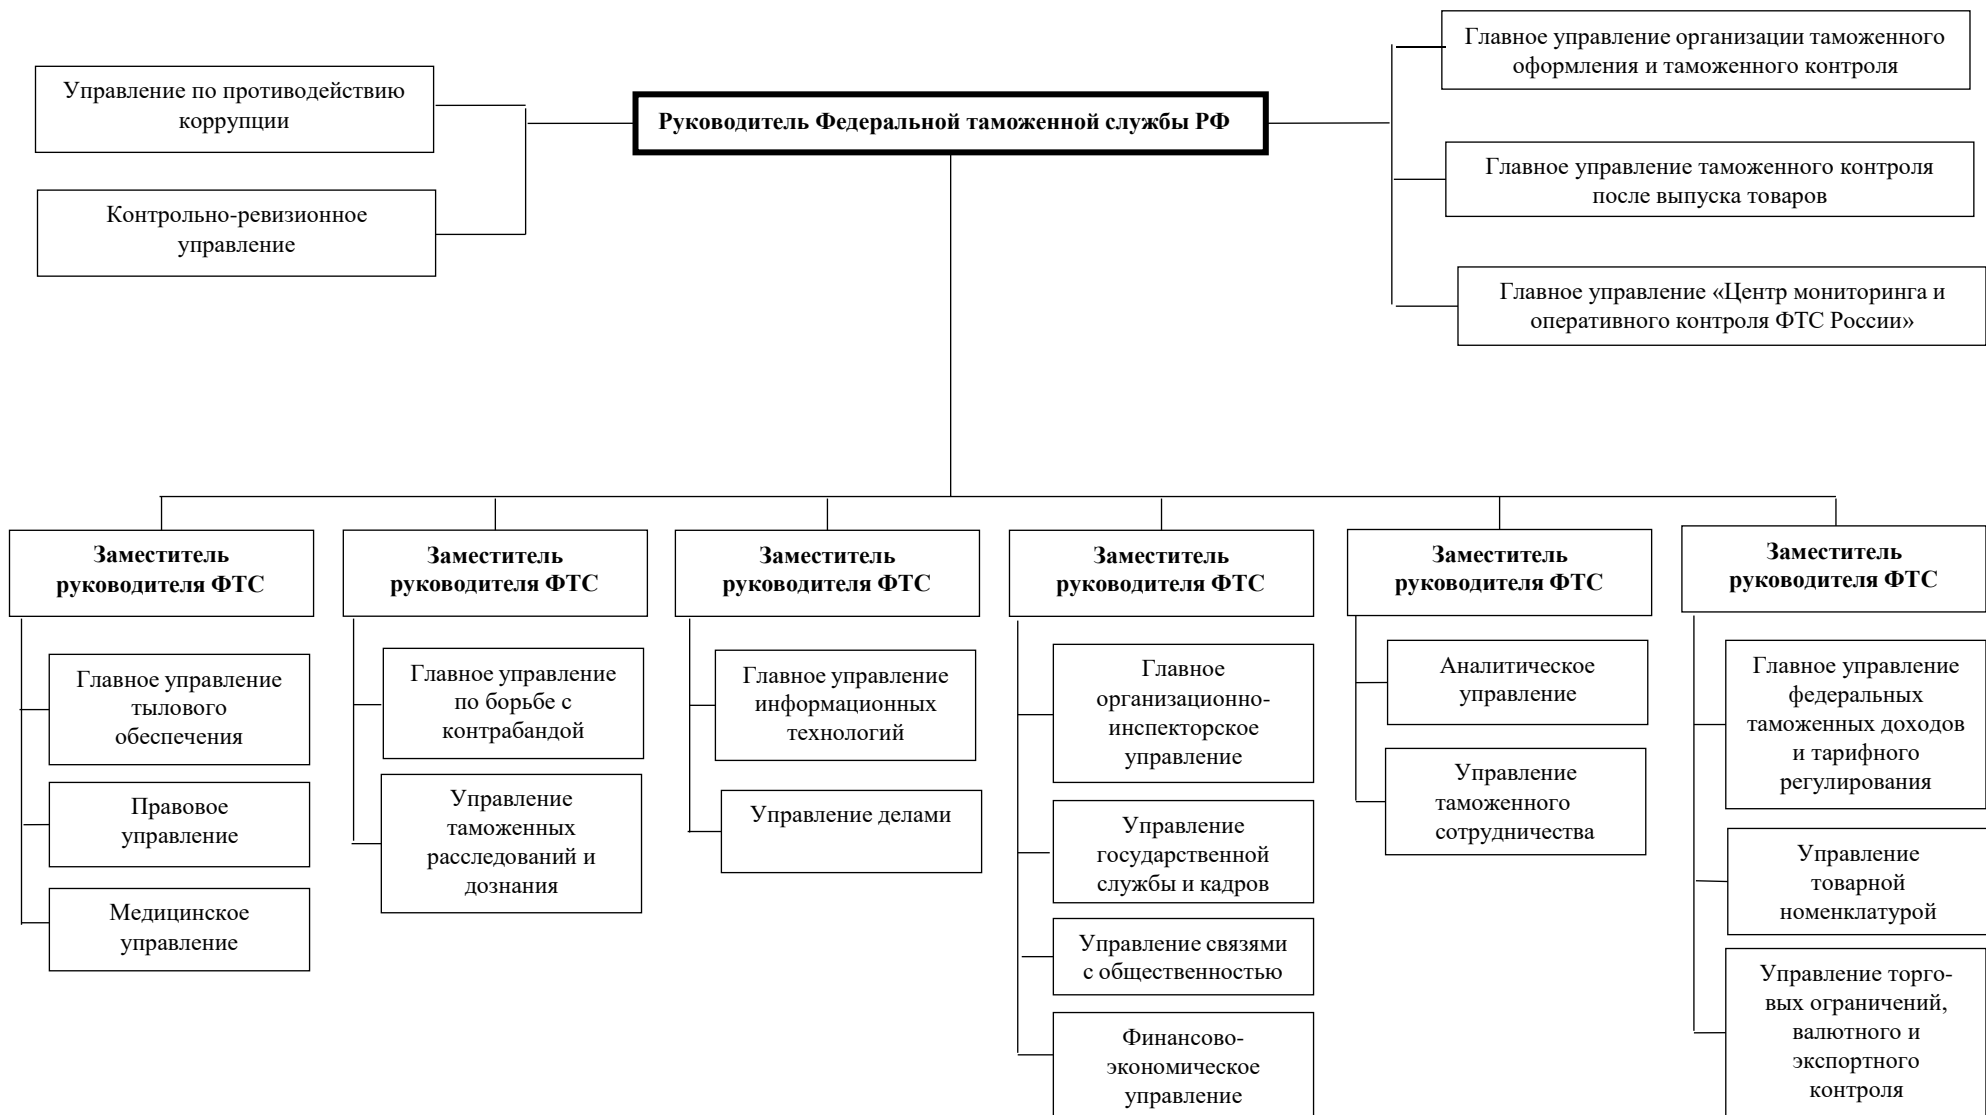 Главное управление организации таможенного
оформления и таможенного контроля
Управление по противодействию
коррупции
Руководитель Федеральной таможенной службы РФ
Главное управление таможенного контроля
после выпуска товаров
Контрольно-ревизионное
управление
Главное управление «Центр мониторинга и
оперативного контроля ФТС России»
Заместитель
руководителя ФТС
Главное управление
тылового
обеспечения
Правовое
управление
Медицинское
управление
Заместитель
руководителя ФТС
Главное управление
по борьбе с
контрабандой
Управление
таможенных
расследований и
дознания
Заместитель
руководителя ФТС
Главное управление
информационных
технологий
Управление делами
Заместитель
руководителя ФТС
Главное
организационно-
инспекторское
управление
Управление
государственной
службы и кадров
Управление связями
с общественностью
Финансово-
экономическое
управление
Заместитель
руководителя ФТС
Аналитическое
управление
Управление
таможенного
сотрудничества
Заместитель
руководителя ФТС
Главное управление
федеральных
таможенных доходов
и тарифного
регулирования
Управление
товарной
номенклатурой
Управление торго-
вых ограничений,
валютного и
экспортного
контроля